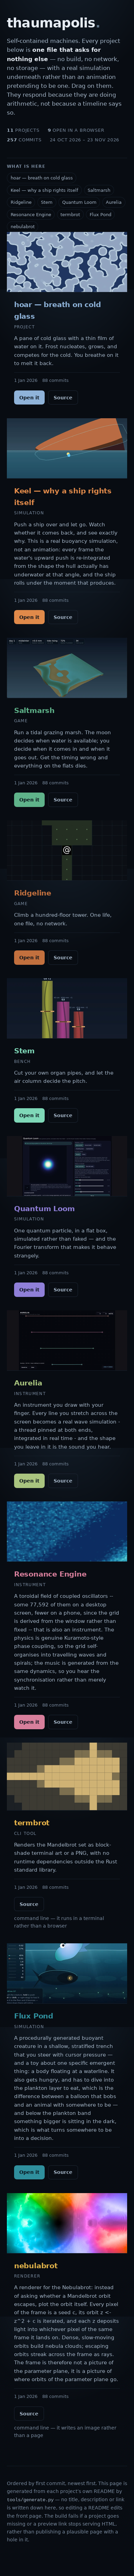 thaumapolis.
Self-contained machines. Every project
below is one file that asks for
nothing else — no build, no network,
no storage — with a real simulation
underneath rather than an animation
pretending to be one. Drag on them.
They respond because they are doing
arithmetic, not because a timeline says
so.
11 PROJECTS 9 OPEN IN A BROWSER
257 COMMITS 24 OCT 2026 – 25 NOV 2026
WHAT IS HERE
hoar — breath on cold glass
Keel — why a ship rights itself Saltmarsh
Ridgeline Stem Quantum Loom Aurelia
Resonance Engine termbrot Flux Pond
nebulabrot
hoar — breath on cold
glass
PROJECT
A pane of cold glass with a thin film of
water on it. Frost nucleates, grows, and
competes for the cold. You breathe on it
to melt it back.
1 Jan 2026 88 commits
Open it Source
Keel — why a ship rights
itself
SIMULATION
Push a ship over and let go. Watch
whether it comes back, and see exactly
why. This is a real buoyancy simulation,
not an animation: every frame the
water's upward push is integrated from
the shape of the hull that is actually
underwater at that angle, and the ship
rolls under the moment that produces.
1 Jan 2026 88 commits
Open it Source
Saltmarsh
GAME
Run a tidal grazing marsh. The moon
decides when water is available; you
decide when it comes in and when it
goes out. Get the timing wrong and
everything on the flats dies.
1 Jan 2026 88 commits
Open it Source
@
Ridgeline
GAME
Climb a hundred-floor tower. One life,
one file, no network.
1 Jan 2026 88 commits
Open it Source
Stem
BENCH
Cut your own organ pipes, and let the
air column decide the pitch.
1 Jan 2026 88 commits
Open it Source
Quantum Loom
SIMULATION
One quantum particle, in a flat box,
simulated rather than faked — and the
Fourier transform that makes it behave
strangely.
1 Jan 2026 88 commits
Open it Source
Aurelia
INSTRUMENT
An instrument you draw with your
finger. Every line you stretch across the
screen becomes a real wave simulation -
a thread pinned at both ends,
integrated in real time - and the shape
you leave it in is the sound you hear.
1 Jan 2026 88 commits
Open it Source
Resonance Engine
INSTRUMENT
A toroidal field of coupled oscillators --
some 77,592 of them on a desktop
screen, fewer on a phone, since the grid
is derived from the format rather than
fixed -- that is also an instrument. The
physics is genuine Kuramoto-style
phase coupling, so the grid self
organises into travelling waves and
spirals; the music is generated from the
same dynamics, so you hear the
synchronisation rather than merely
watch it.
1 Jan 2026 88 commits
Open it Source
termbrot
CLI TOOL
Renders the Mandelbrot set as block-
shade terminal art or a PNG, with no
runtime dependencies outside the Rust
standard library.
1 Jan 2026 88 commits
Source
command line — it runs in a terminal
rather than a browser
Flux Pond
SIMULATION
A procedurally generated buoyant
creature in a shallow, stratified trench
that you steer with cursor pressure —
and a toy about one specific entropic
thing: a body floating at a waterline. It
also gets hungry, and has to dive into
the plankton layer to eat, which is the
difference between a balloon that bobs
and an animal with somewhere to be —
and below the plankton band
something bigger is sitting in the dark,
which is what turns somewhere to be
into a decision.
1 Jan 2026 88 commits
Open it Source
nebulabrot
RENDERER
A renderer for the Nebulabrot: instead of
asking whether a Mandelbrot orbit
escapes, plot the orbit itself. Every pixel
of the frame is a seed c, its orbit z <-
z^2 + c is iterated, and each z deposits
light into whichever pixel of the same
frame it lands on. Dense, slow-moving
orbits build nebula clouds; escaping
orbits streak across the frame as rays.
The frame is therefore not a picture of
the parameter plane, it is a picture of
where orbits of the parameter plane go.
1 Jan 2026 88 commits
Source
command line — it writes an image rather
than a page
Ordered by first commit, newest first. This page is
generated from each project's own README by
tools/generate.py — no title, description or link
is written down here, so editing a README edits
the front page. The build fails if a project goes
missing or a preview link stops serving HTML,
rather than publishing a plausible page with a
hole in it.